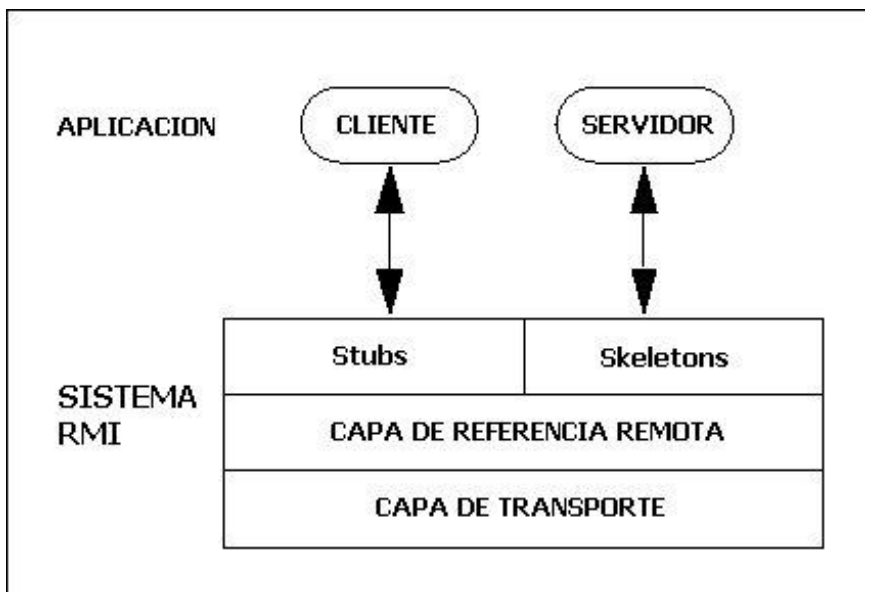 APLICACION
CLIENTE
SERVIDOR
Stubs
Skeletons
SISTEMA
RMI
CAPA DE REFERENCIA REMOTA
CAPA DE TRANSPORTE